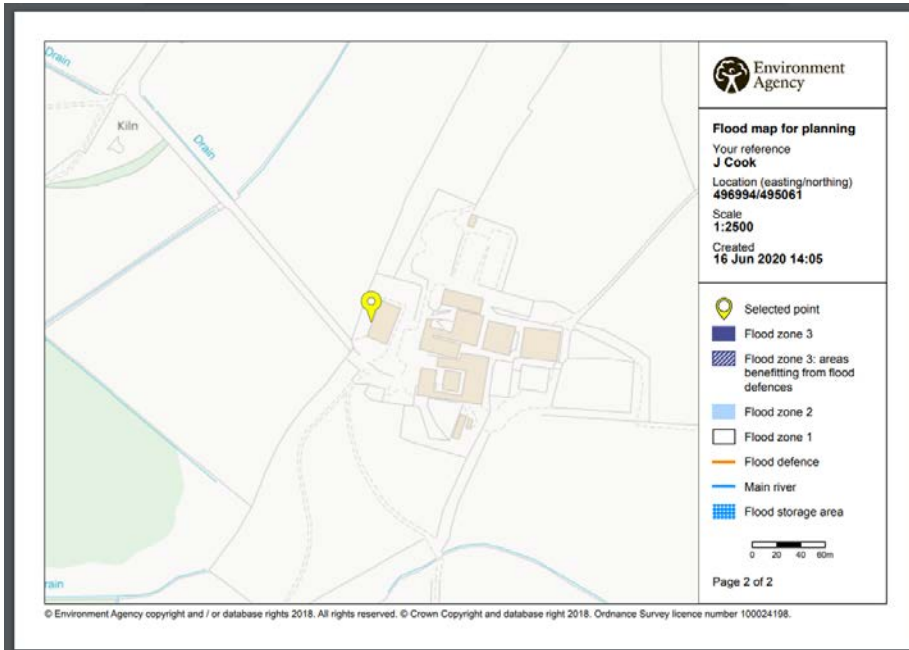 Drain
Kiln
Drain
rain
Environment
Agency
Flood map for planning
Your reference
J Cook
Location (easting/northing)
496994/495061
Scale
1:2500
Created
16 Jun 2020 14:05
Selected point
Flood zone 3
Flood zone 3: areas
benefitting from flood
defences
Flood zone 2
Flood zone 1
Flood defence
Main river
Flood storage area
0 20 40 60m
Page 2 of 2
© Environment Agency copyright and / or database rights 2018. All rights reserved. © Crown Copyright and database right 2018. Ordnance Survey licence number 100024198.